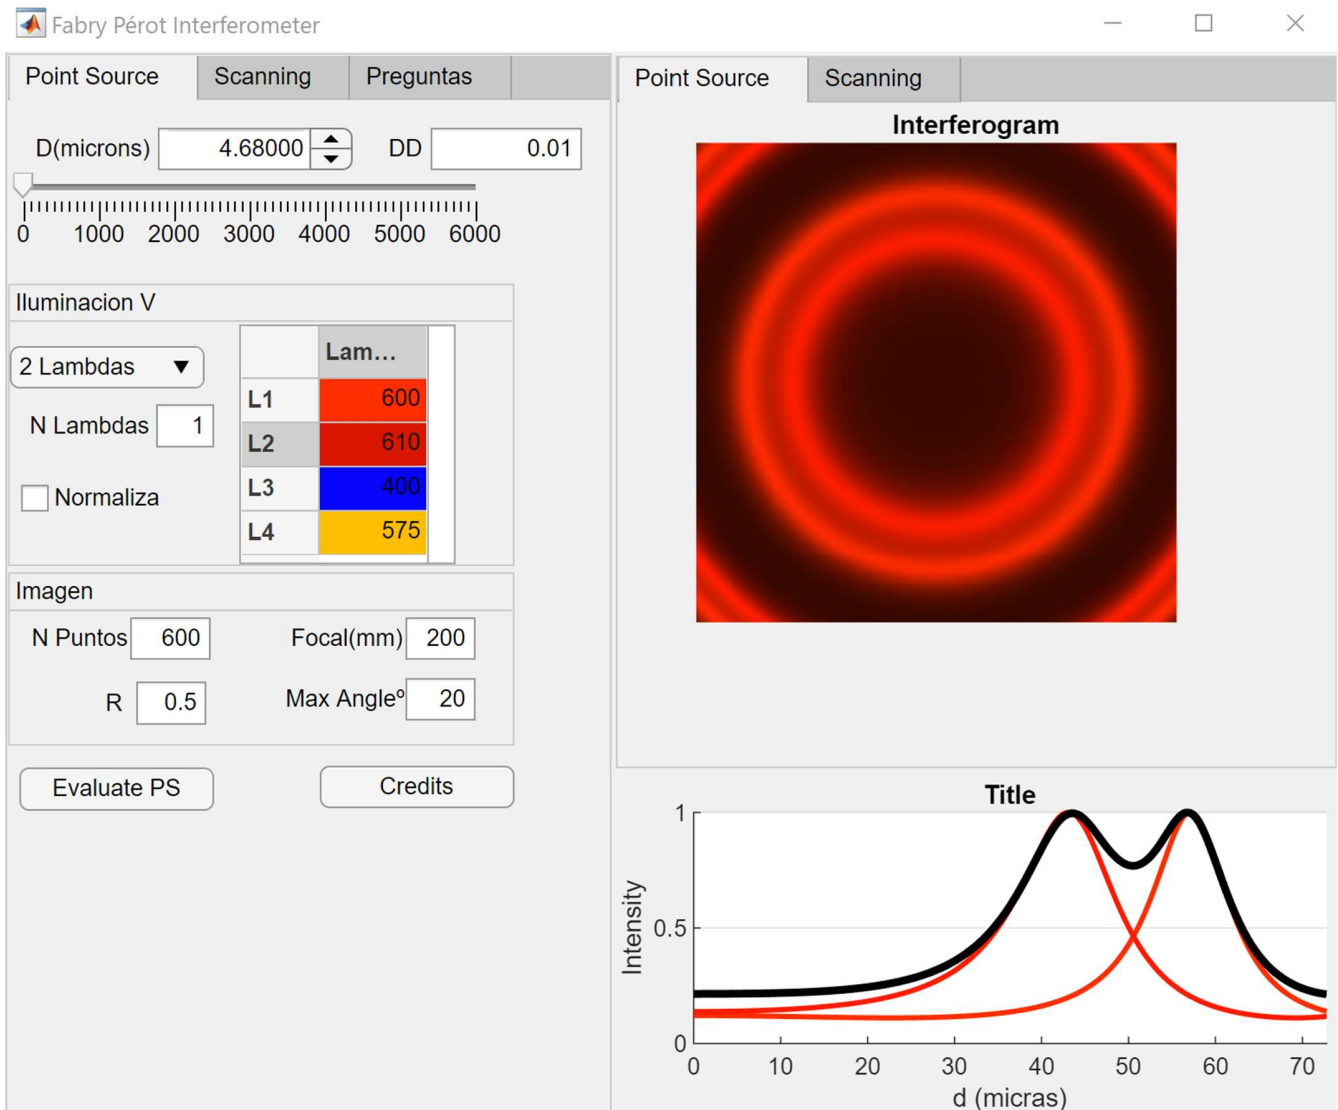 Fabry Pérot Interferometer
Point Source Scanning Preguntas
D(microns) 4.68000 DD 0.01
0 1000 2000 3000 4000 5000 6000
Iluminacion V
2 Lambdas
N Lambdas 1
Normaliza
Lam...
L1 600
L2 610
L3 400
L4 575
Imagen
N Puntos 600 Focal(mm) 200
R 0.5 Max Angleº 20
Evaluate PS Credits
Point Source Scanning
Interferogram
Title
Intensity
1
0.5
0
0 10 20 30 40 50 60 70
d (micras)